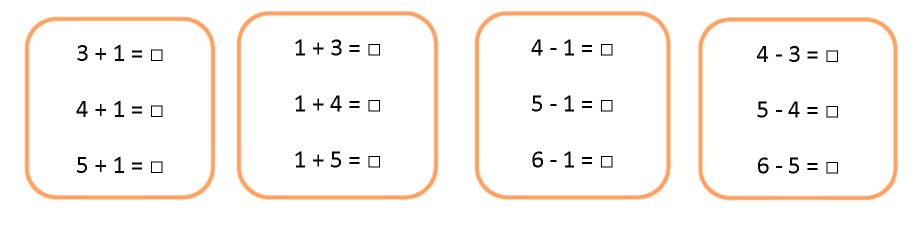 3 + 1 = □
4 + 1 = □
5 + 1 = □
1 + 3 = □
1 + 4 = □
1 + 5 = □
4 - 1 = □
5 - 1 = □
6 - 1 = □
4 - 3 = □
5 - 4 = □
6 - 5 = □